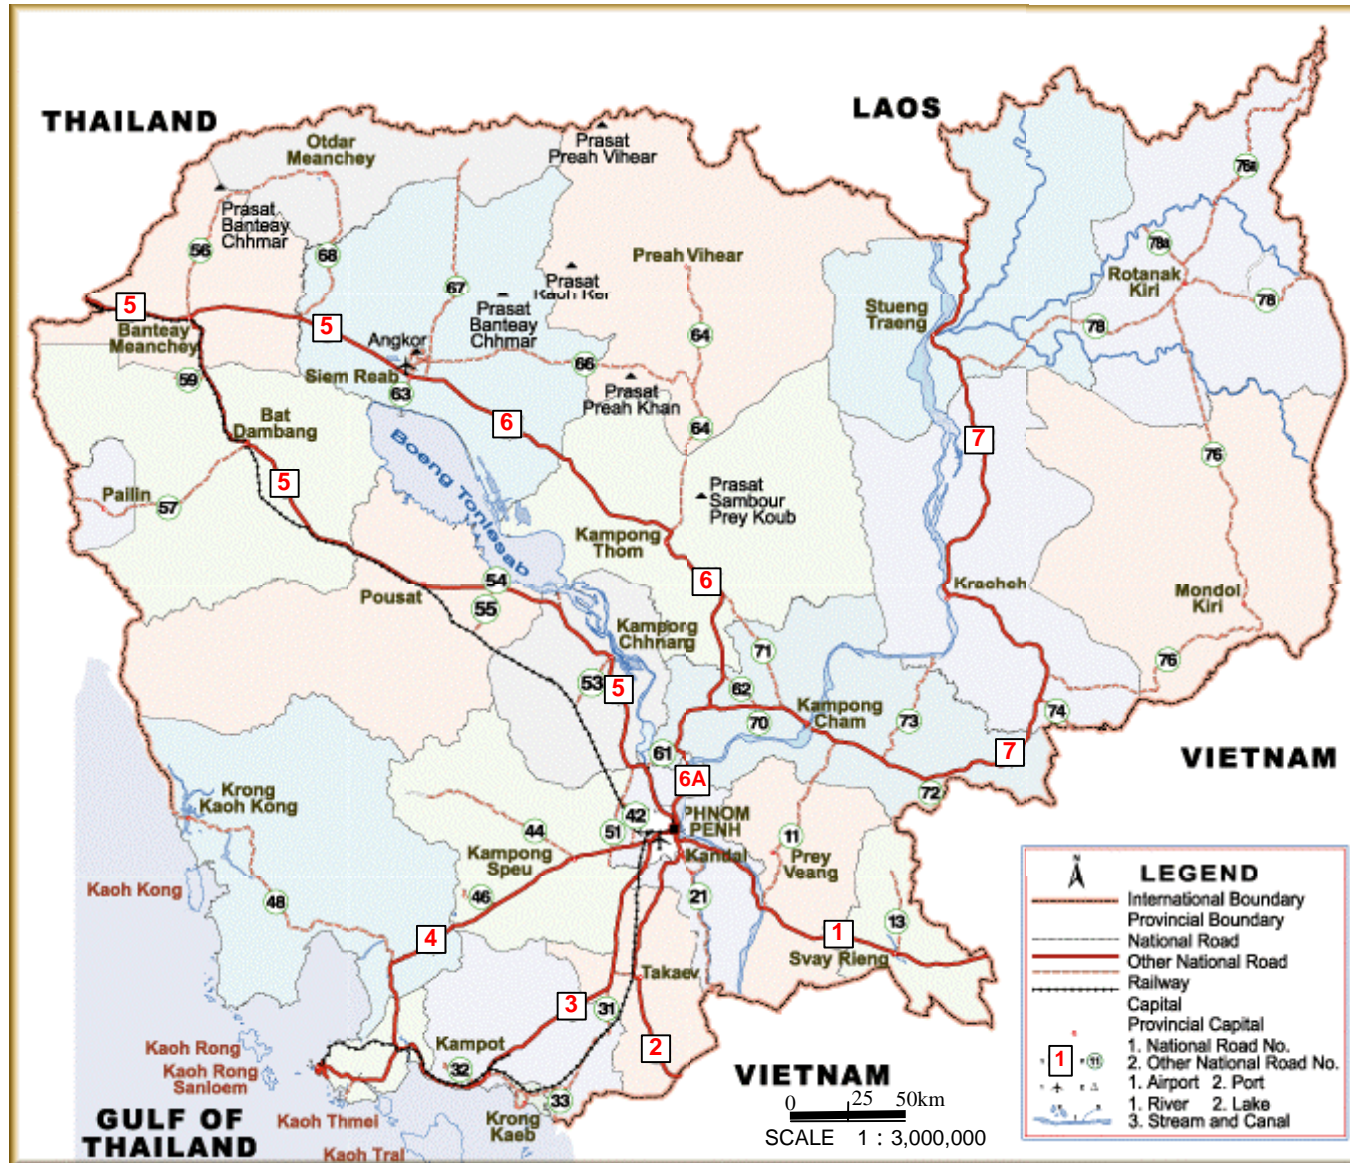 THAILAND
LAOS
Otdar
Meanchey
Prasat
Preah Vihear
78a
Prasat
Banteay
Chhmar
56
68
67
Preah Vihear
78a
Rotanak
Kiri
Prasat
Prasat
Banteay
Chhmar
Stueng
Traeng
78
78
5
5
Banteay
Meanchey
Angkor
64
66
Siem Reab
59
63
Prasat
Preah Khan
Bat
Dambang
6
64
7
76
Boeng Tonlesab
5
Pailin
57
Prasat
Sambour
Prey Koub
Kampong
Thom
6
54
Pousat
55
Kracheh
Mondol
Kiri
Kamporg
Chhnang
71
76
53
5
62
70
Kampong
Cham
73
74
61
7
VIETNAM
6A
72
Krong
Kaoh Kong
42
PHNOM
PENH
51
44
Kampong
Speu
Kandal
11
Prey
Veang
Kaoh Kong
46
48
21
13
4
1
Svay Rieng
Takaev
3
31
Kampot
2
32
Kaoh Rong
Kaoh Rong
Sanloem
33
Krong
Kaeb
Kaoh Thmei
Kaoh Tral
GULF OF
THAILAND
VIETNAM
0 25 50km
SCALE 1 : 3,000,000
N
LEGEND
International Boundary
Provincial Boundary
National Road
Other National Road
Railway
Capital
Provincial Capital
1. National Road No.
1 11 2. Other National Road No.
1. Airport 2. Port
1. River 2. Lake
3. Stream and Canal